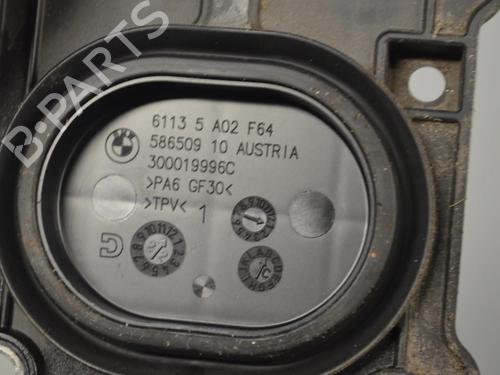 B-PARTS
6113 5 A02 F64
586509 10 AUSTRIA
300019996C
>PA6 GF30<
>TPV< 1